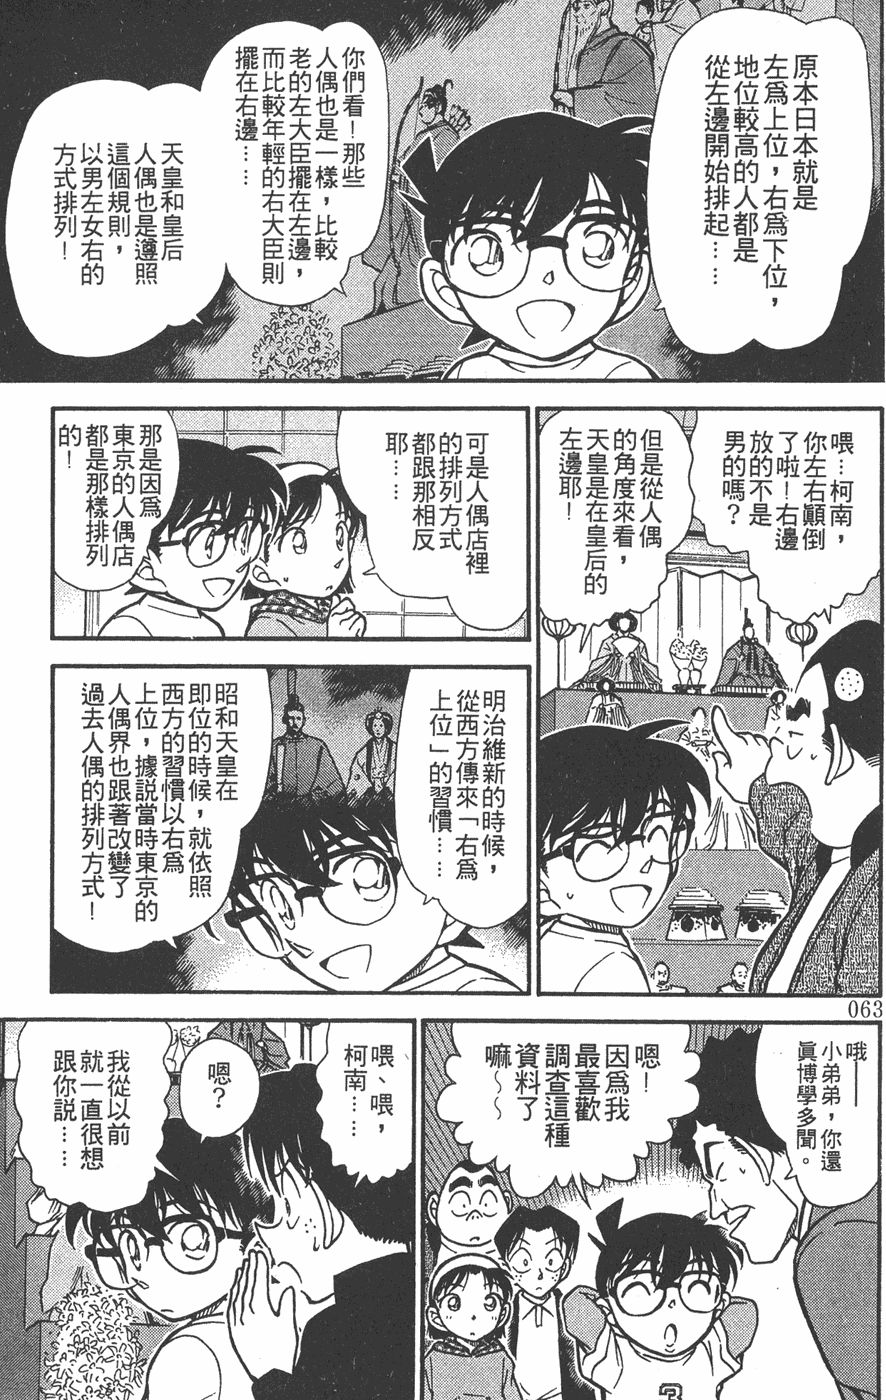 原本日本就是
左為上位，右為下位，
地位較高的人都是
從左邊開始排起……
你們看！那些
人偶也是一樣，比較
老的左大臣擺在左邊，
而比較年輕的右大臣則
擺在右邊……
天皇和皇后
人偶也是遵照
這個規則，
以男左女右的
方式排列！
喂…柯南，
你左右顛倒
了啦！右邊
放的不是
男的嗎？
但是從人偶
的角度來看，
天皇是在皇后的
左邊耶！
可是人偶店裡
的排列方式
都跟那相反
耶……
那是因為
東京的人偶店
都是那樣排列
的！
明治維新的時候，
從西方傳來「右為
上位」的習慣……
昭和天皇在
即位的時候，就依照
西方的習慣以右為
上位，據說當時東京的
人偶界也跟著改變了
過去人偶的排列方式！
063
哦——
小弟弟，你還
真博學多聞。
嗯！
因為我
最喜歡
調查這種
資料了
嘛～～
喂、喂，
柯南……
嗯？
我從以前
就一直很想
跟你說……
3